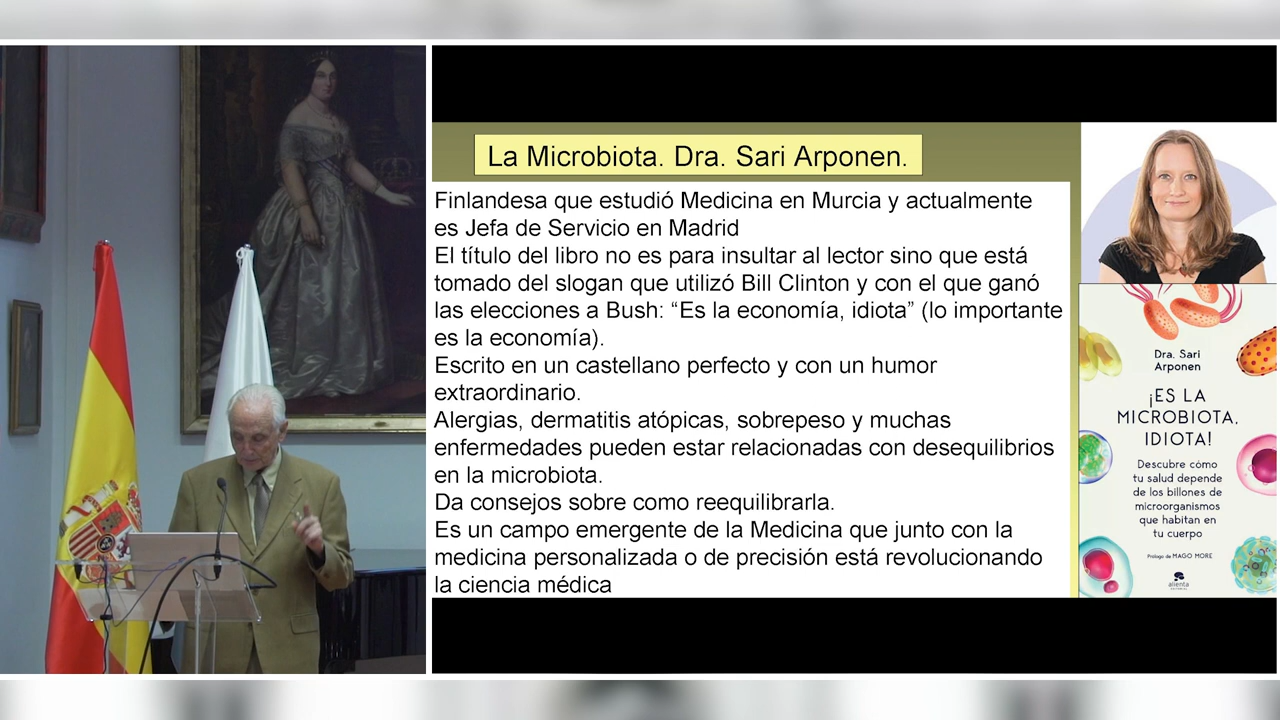 La Microbiota. Dra. Sari Arponen.
Finlandesa que estudió Medicina en Murcia y actualmente
es Jefa de Servicio en Madrid
El título del libro no es para insultar al lector sino que está
tomado del slogan que utilizó Bill Clinton y con el que ganó
las elecciones a Bush: “Es la economía, idiota” (lo importante
es la economía).
Escrito en un castellano perfecto y con un humor
extraordinario.
Alergias, dermatitis atópicas, sobrepeso y muchas
enfermedades pueden estar relacionadas con desequilibrios
en la microbiota.
Da consejos sobre como reequilibrarla.
Es un campo emergente de la Medicina que junto con la
medicina personalizada o de precisión está revolucionando
la ciencia médica
Dra. Sari
Arponen
¡ES LA
MICROBIOTA,
IDIOTA!
Descubre cómo
tu salud depende
de los billones de
microorganismos
que habitan en
tu cuerpo
Prólogo de MAGO MORE
alienta